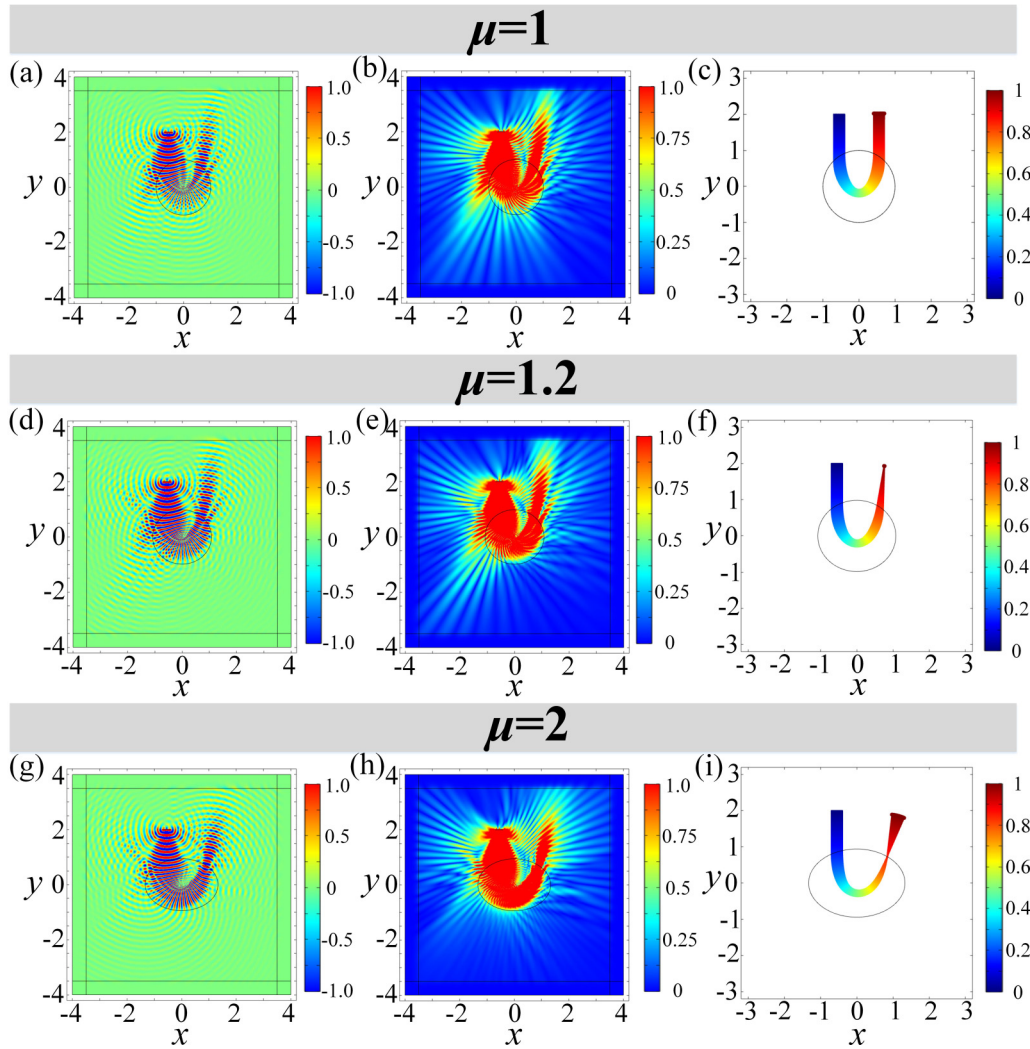 μ=1
(a) (b) (c)
4 1.0 4 1.0 3 1
2 0.5 2 0.75 2 0.8
y 0 0 y 0 0.5 1 0.6
y 0 0.4
-2 -0.5 -2 0.25 -1 0.2
-2
-4 -1.0 -4 0 -3 0
-4 -2 0 2 4 -4 -2 0 2 4 -3 -2 -1 0 1 2 3
x x x
μ=1.2
(d) (e) (f)
4 1.0 4 1.0 3 1
2 0.5 2 0.75 2 0.8
y 0 0 y 0 0.5 1 0.6
y 0 0.4
-2 -0.5 -2 0.25 -1 0.2
-2
-4 -1.0 -4 0 -3 0
-4 -2 0 2 4 -4 -2 0 2 4 -3 -2 -1 0 1 2 3
x x x
μ=2
(g) (h) (i)
4 1.0 4 1.0 3 1
2 0.5 2 0.75 2 0.8
y 0 0 y 0 0.5 1 0.6
y 0 0.4
-2 -0.5 -2 0.25 -1 0.2
-2
-4 -1.0 -4 0 -3 0
-4 -2 0 2 4 -4 -2 0 2 4 -3 -2 -1 0 1 2 3
x x x